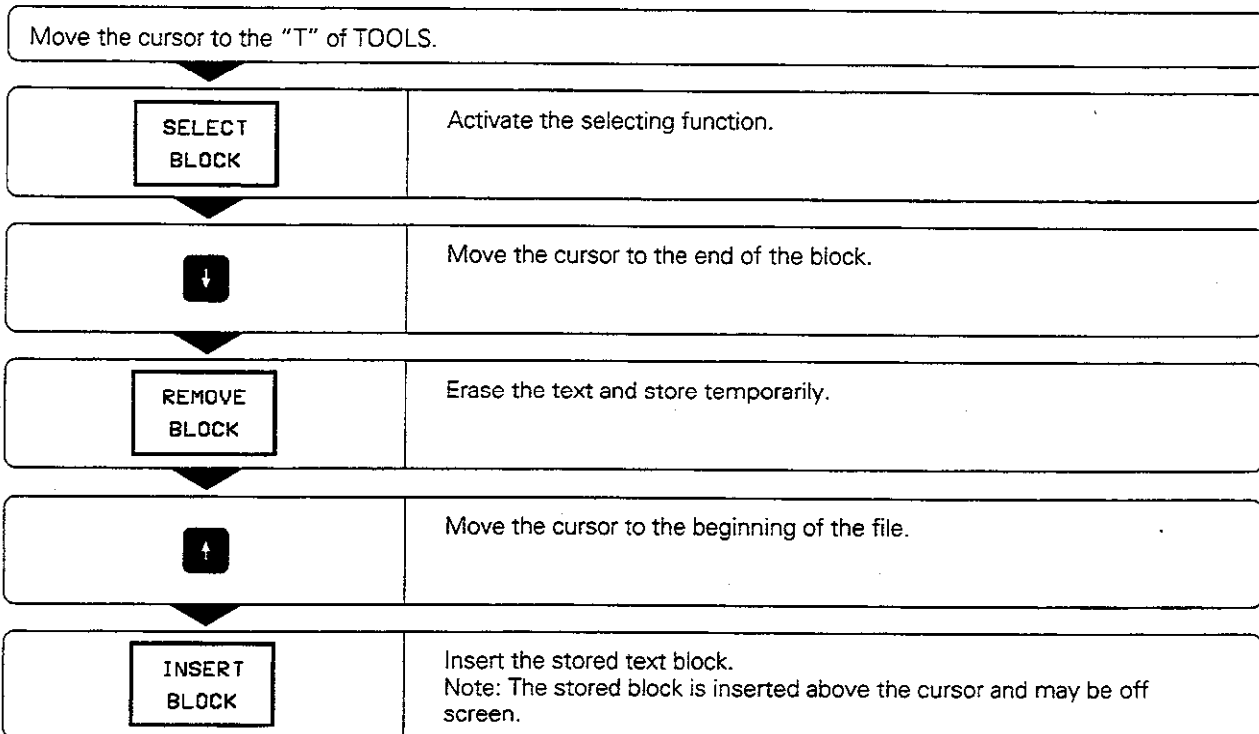 Move the cursor to the "T" of TOOLS.
SELECT
BLOCK
Activate the selecting function.
↓
Move the cursor to the end of the block.
REMOVE
BLOCK
Erase the text and store temporarily.
↑
Move the cursor to the beginning of the file.
INSERT
BLOCK
Insert the stored text block.
Note: The stored block is inserted above the cursor and may be off
screen.